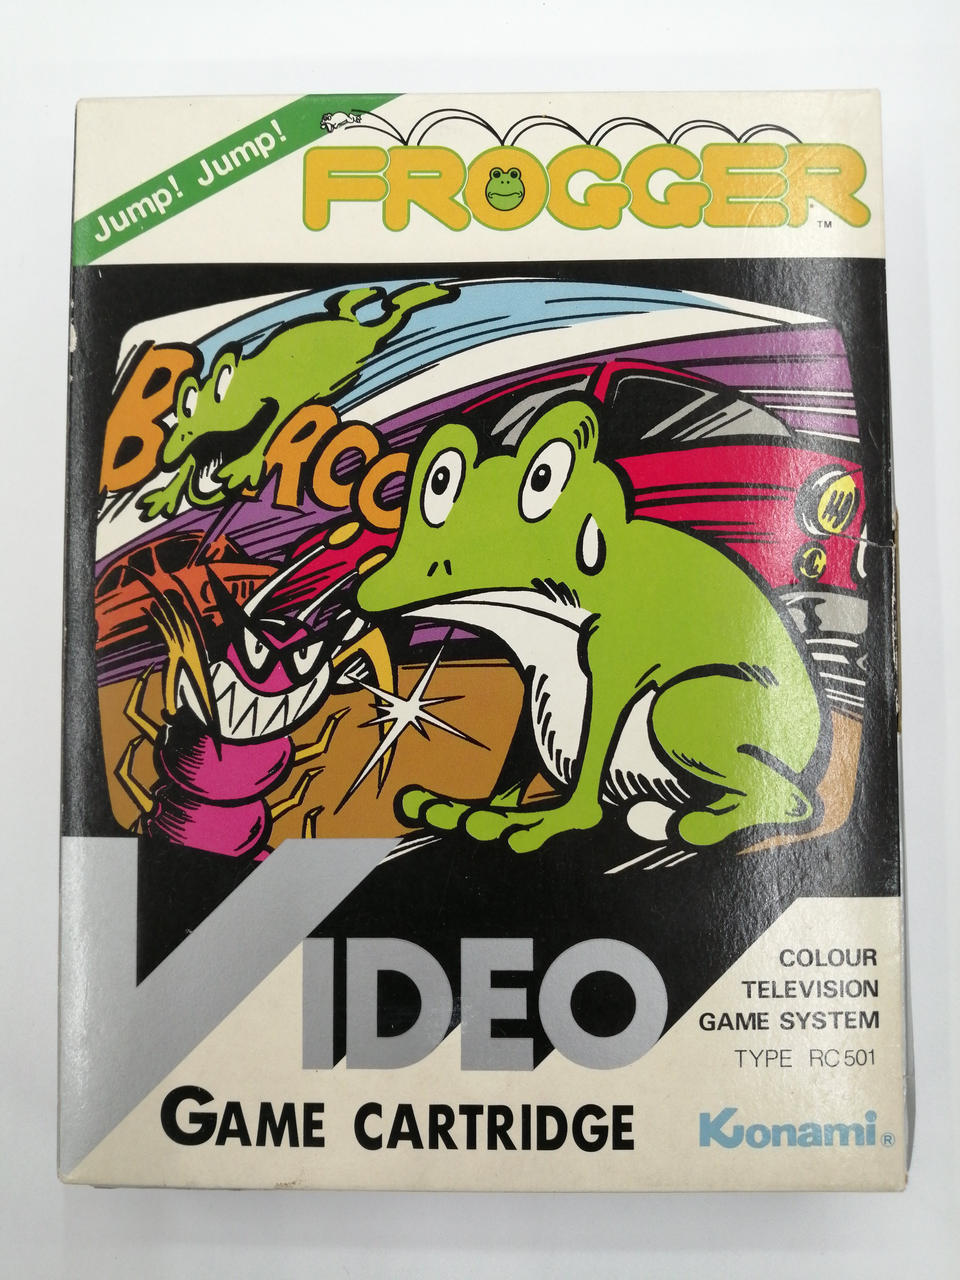 Jump! Jump!
FROGGER
TM
BROOO
VIDEO
GAME CARTRIDGE
COLOUR
TELEVISION
GAME SYSTEM
TYPE RC501
Konami®